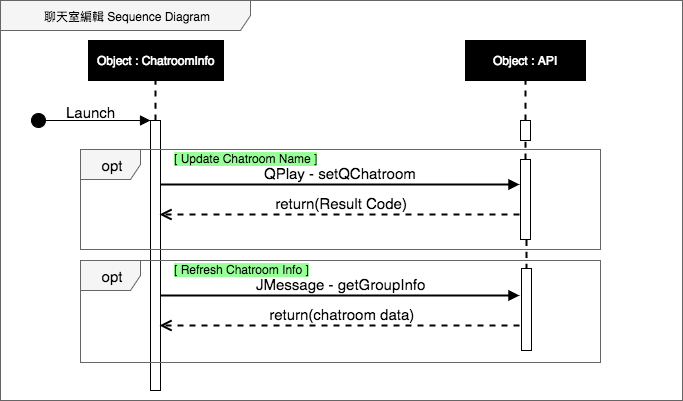 聊天室編輯 Sequence Diagram
Object : ChatroomInfo
Object : API
Launch
opt
[ Update Chatroom Name ]
QPlay - setQChatroom
return(Result Code)
opt
[ Refresh Chatroom Info ]
JMessage - getGroupInfo
return(chatroom data)